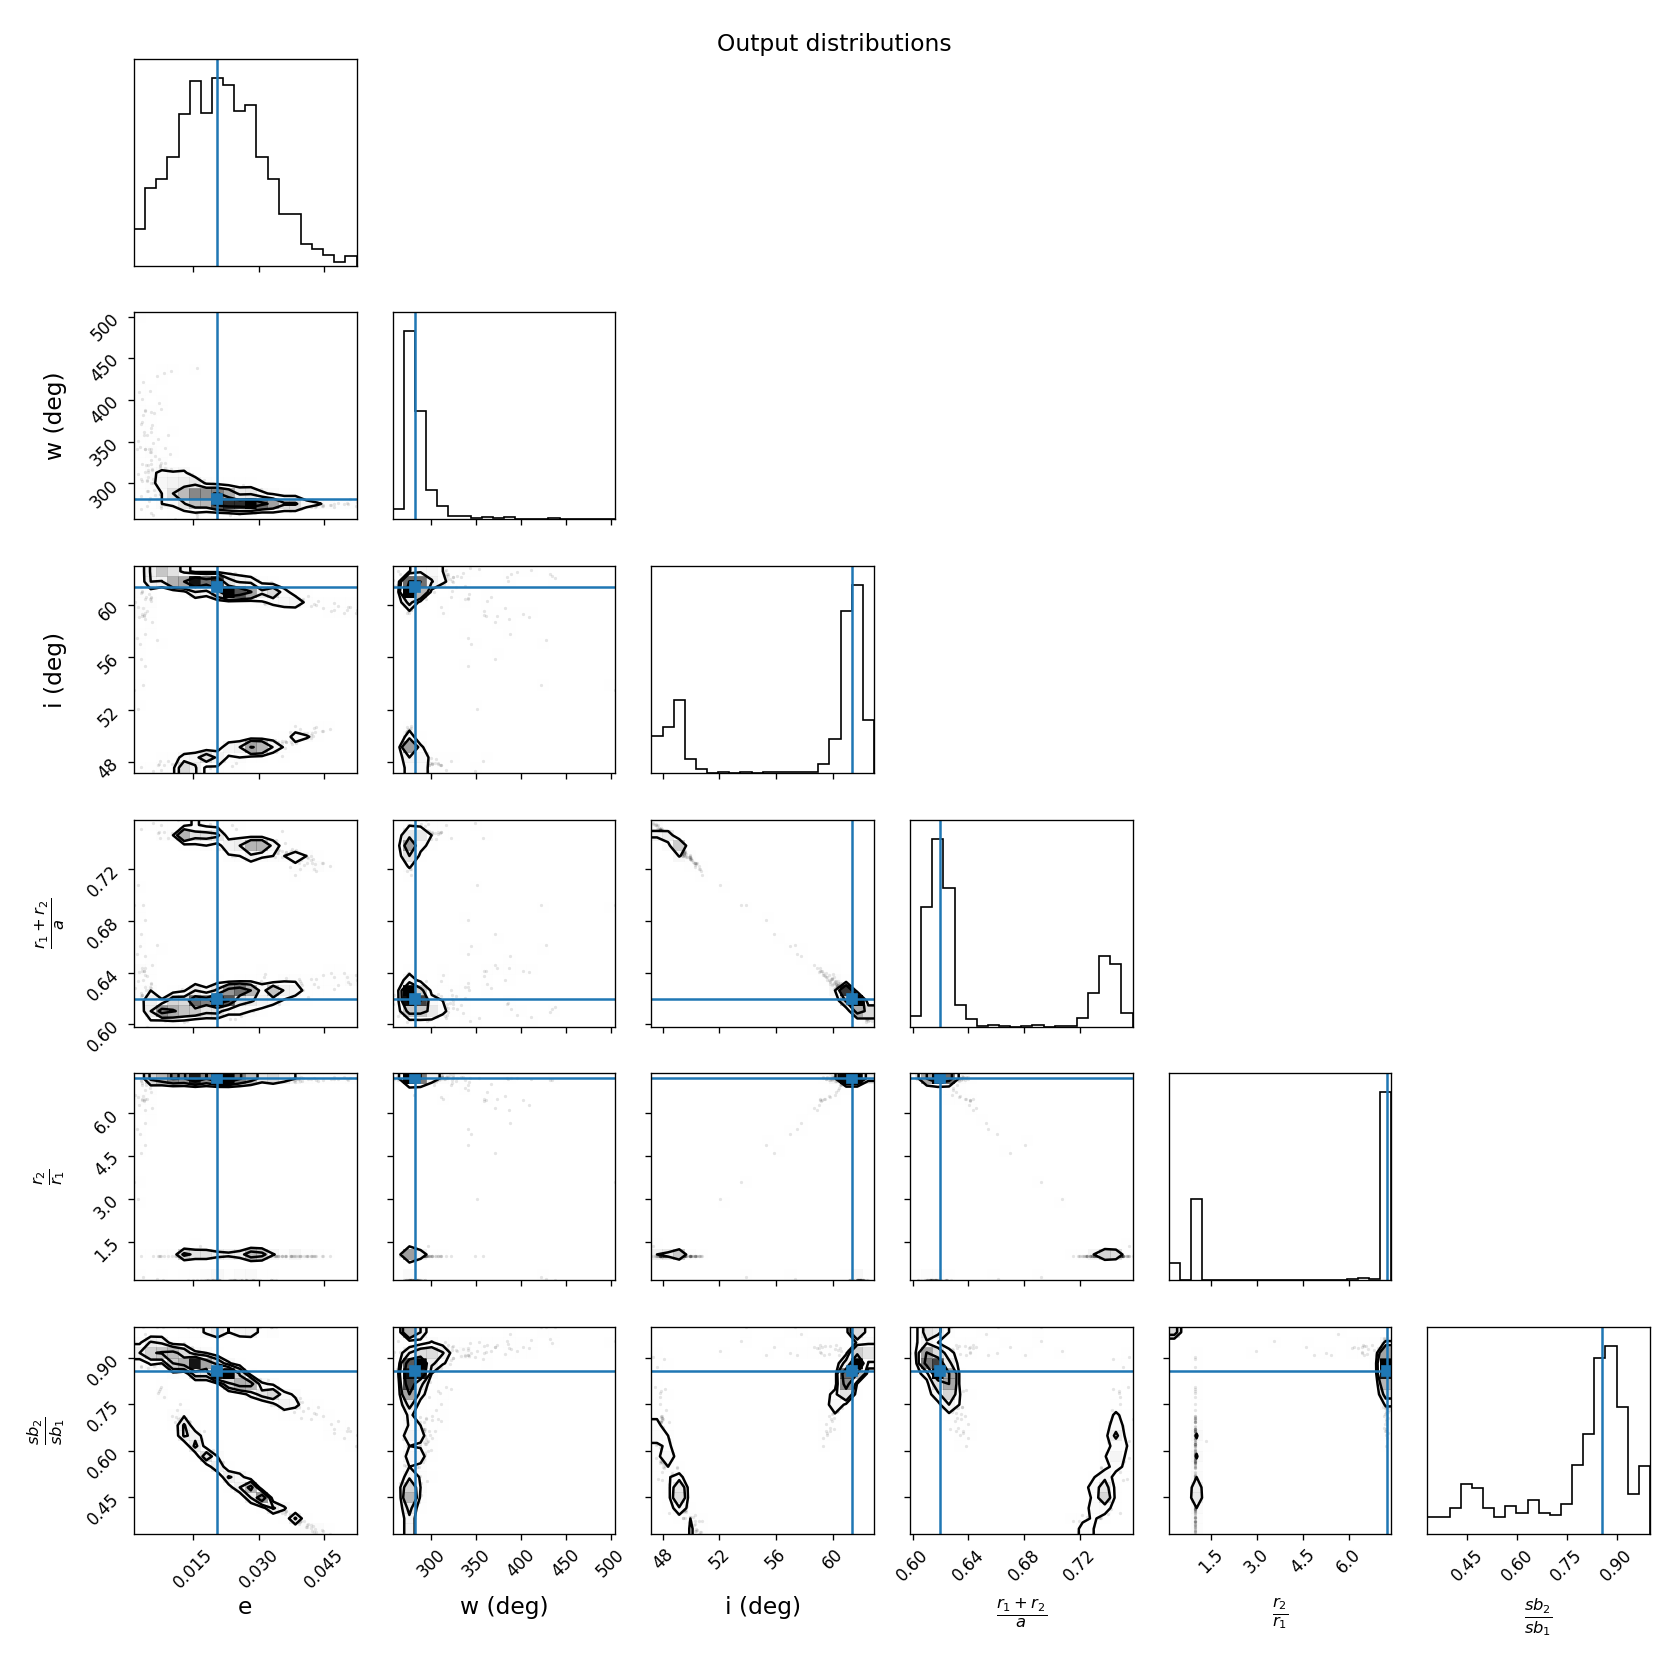 Output distributions
500
450
400
350
300
w (deg)
60
56
52
48
i (deg)
0.72
0.68
0.64
0.60
r₁ + r₂
a
6.0
4.5
3.0
1.5
r₂
r₁
0.90
0.75
0.60
0.45
sb₂
sb₁
0.015 0.030 0.045 300 350 400 450 500 48 52 56 60 0.60 0.64 0.68 0.72 1.5 3.0 4.5 6.0 0.45 0.60 0.75 0.90
e w (deg) i (deg)
r₁ + r₂
a
r₂
r₁
sb₂
sb₁